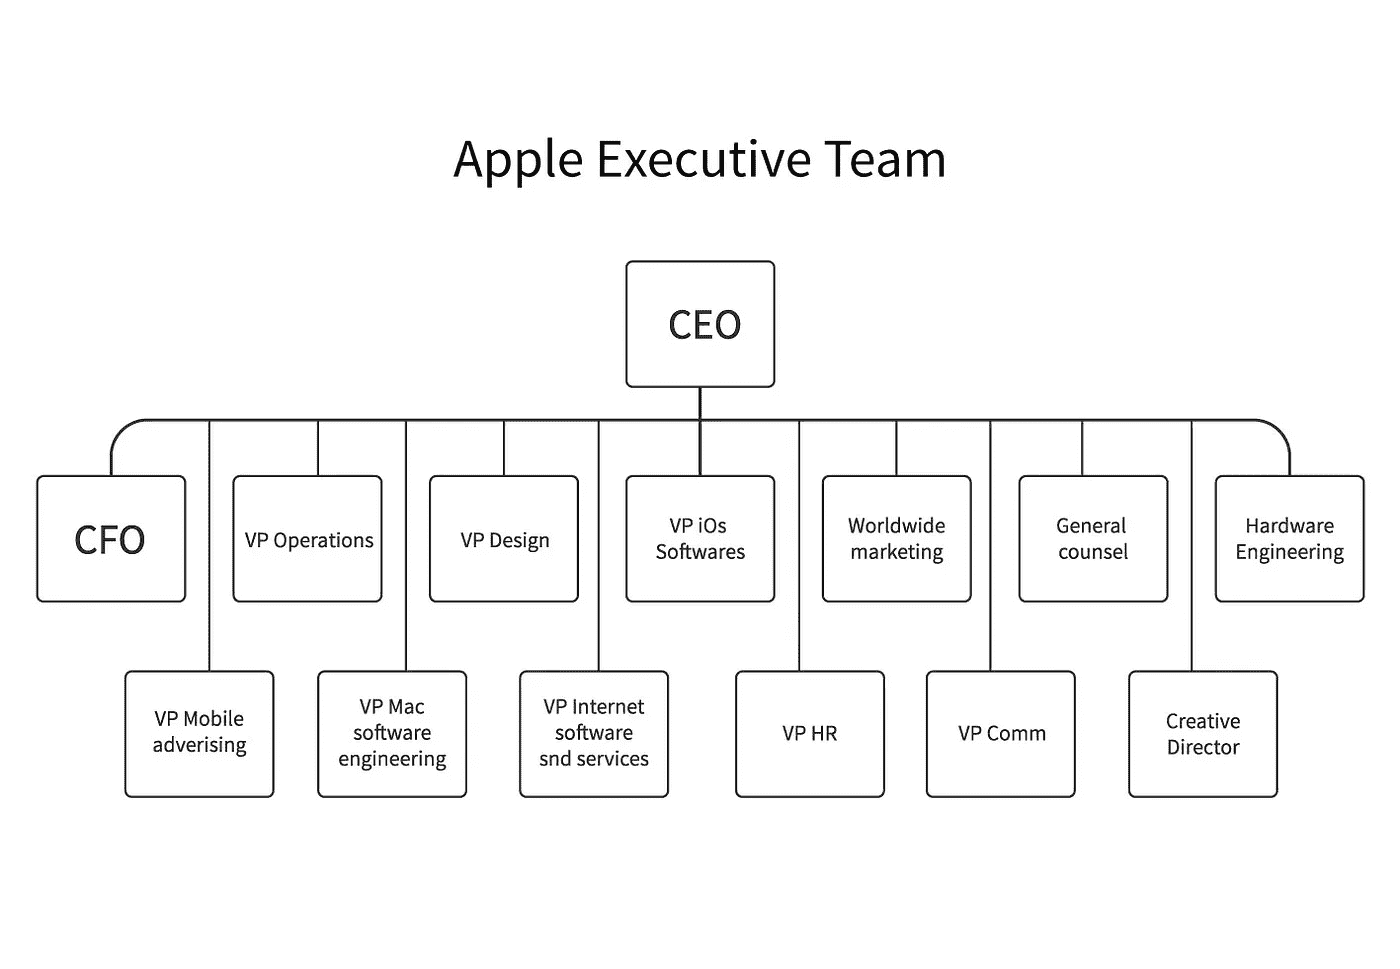 Apple Executive Team
CEO
CFO
VP Operations
VP Design
VP iOs
Softwares
Worldwide
marketing
General
counsel
Hardware
Engineering
VP Mobile
adverising
VP Mac
software
engineering
VP Internet
software
snd services
VP HR
VP Comm
Creative
Director